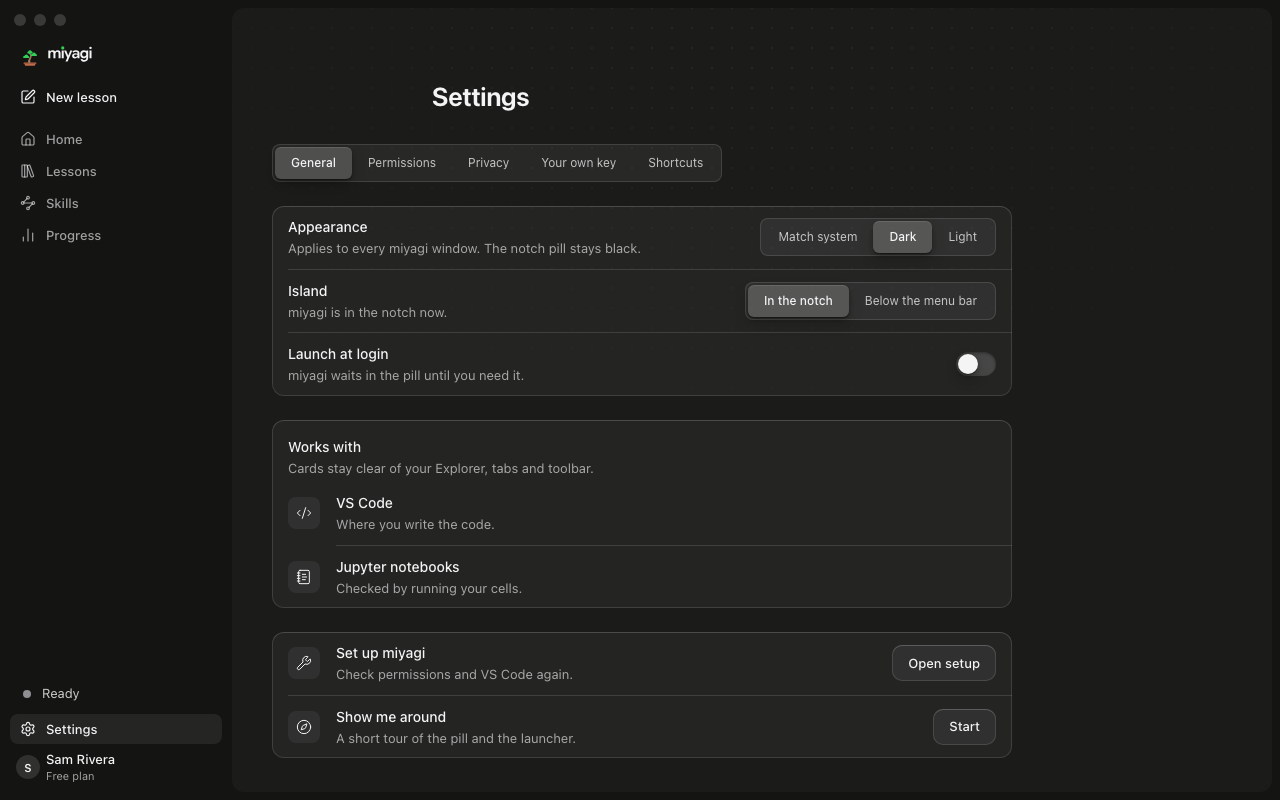 miyagi
New lesson
Home
Lessons
Skills
Progress
Ready
Settings
S
Sam Rivera
Free plan
Settings
General Permissions Privacy Your own key Shortcuts
Appearance
Applies to every miyagi window. The notch pill stays black.
Match system Dark Light
Island
miyagi is in the notch now.
In the notch Below the menu bar
Launch at login
miyagi waits in the pill until you need it.
Works with
Cards stay clear of your Explorer, tabs and toolbar.
VS Code
Where you write the code.
Jupyter notebooks
Checked by running your cells.
Set up miyagi
Check permissions and VS Code again.
Open setup
Show me around
A short tour of the pill and the launcher.
Start